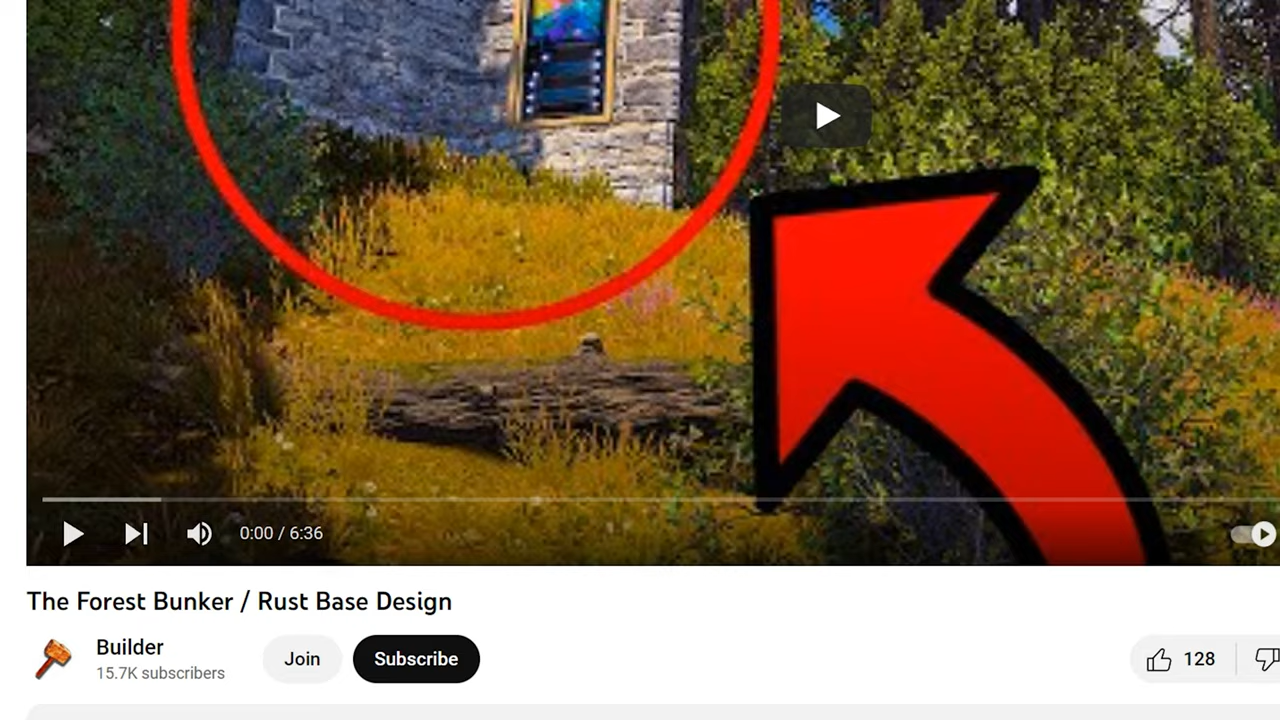 0:00 / 6:36
The Forest Bunker / Rust Base Design
Builder
15.7K subscribers
Join
Subscribe
128